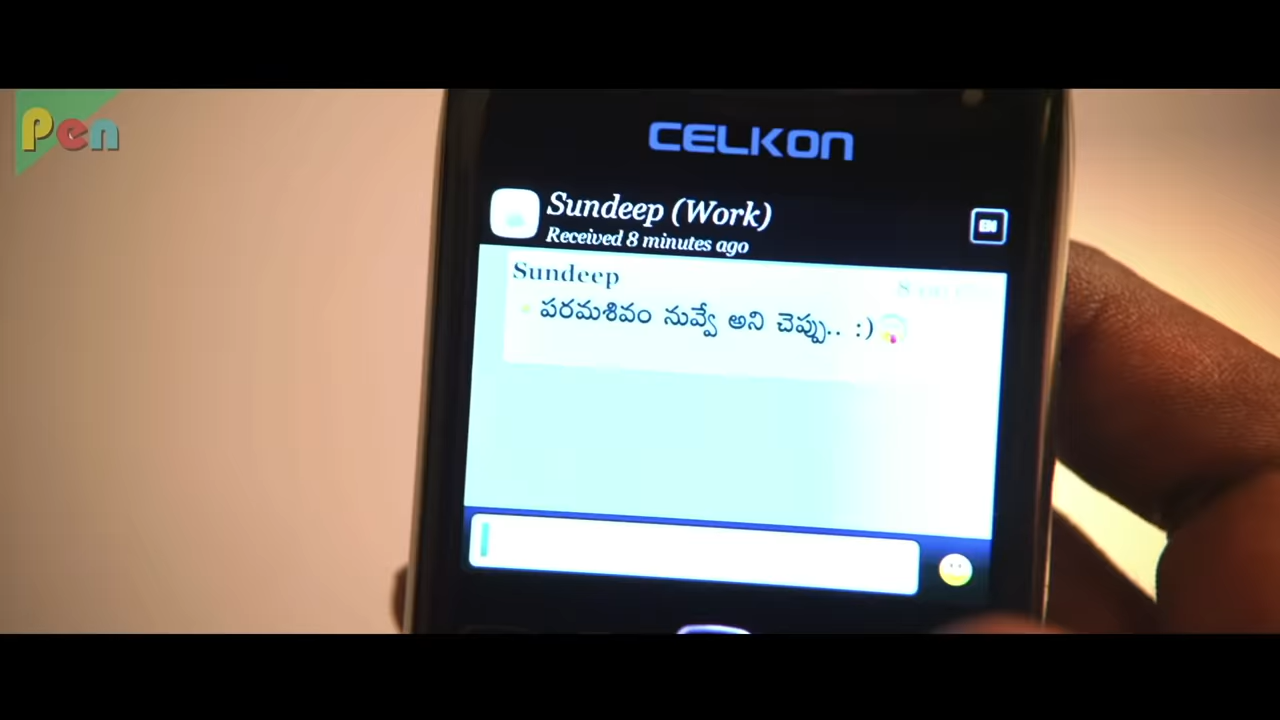 Pen
CELKON
Sundeep (Work)
EN
Received 8 minutes ago
Sundeep
పరమశివం నువ్వే అని చెప్పు.. :)